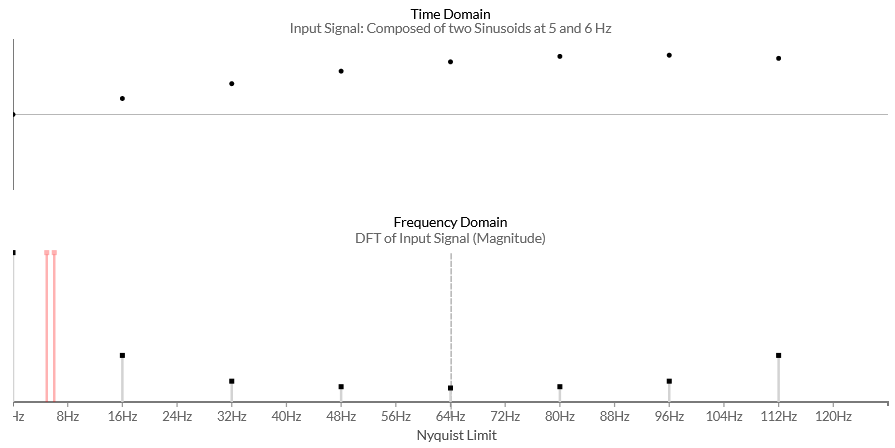 Time Domain
Input Signal: Composed of two Sinusoids at 5 and 6 Hz
Frequency Domain
DFT of Input Signal (Magnitude)
Hz 8Hz 16Hz 24Hz 32Hz 40Hz 48Hz 56Hz 64Hz 72Hz 80Hz 88Hz 96Hz 104Hz 112Hz 120Hz
Nyquist Limit